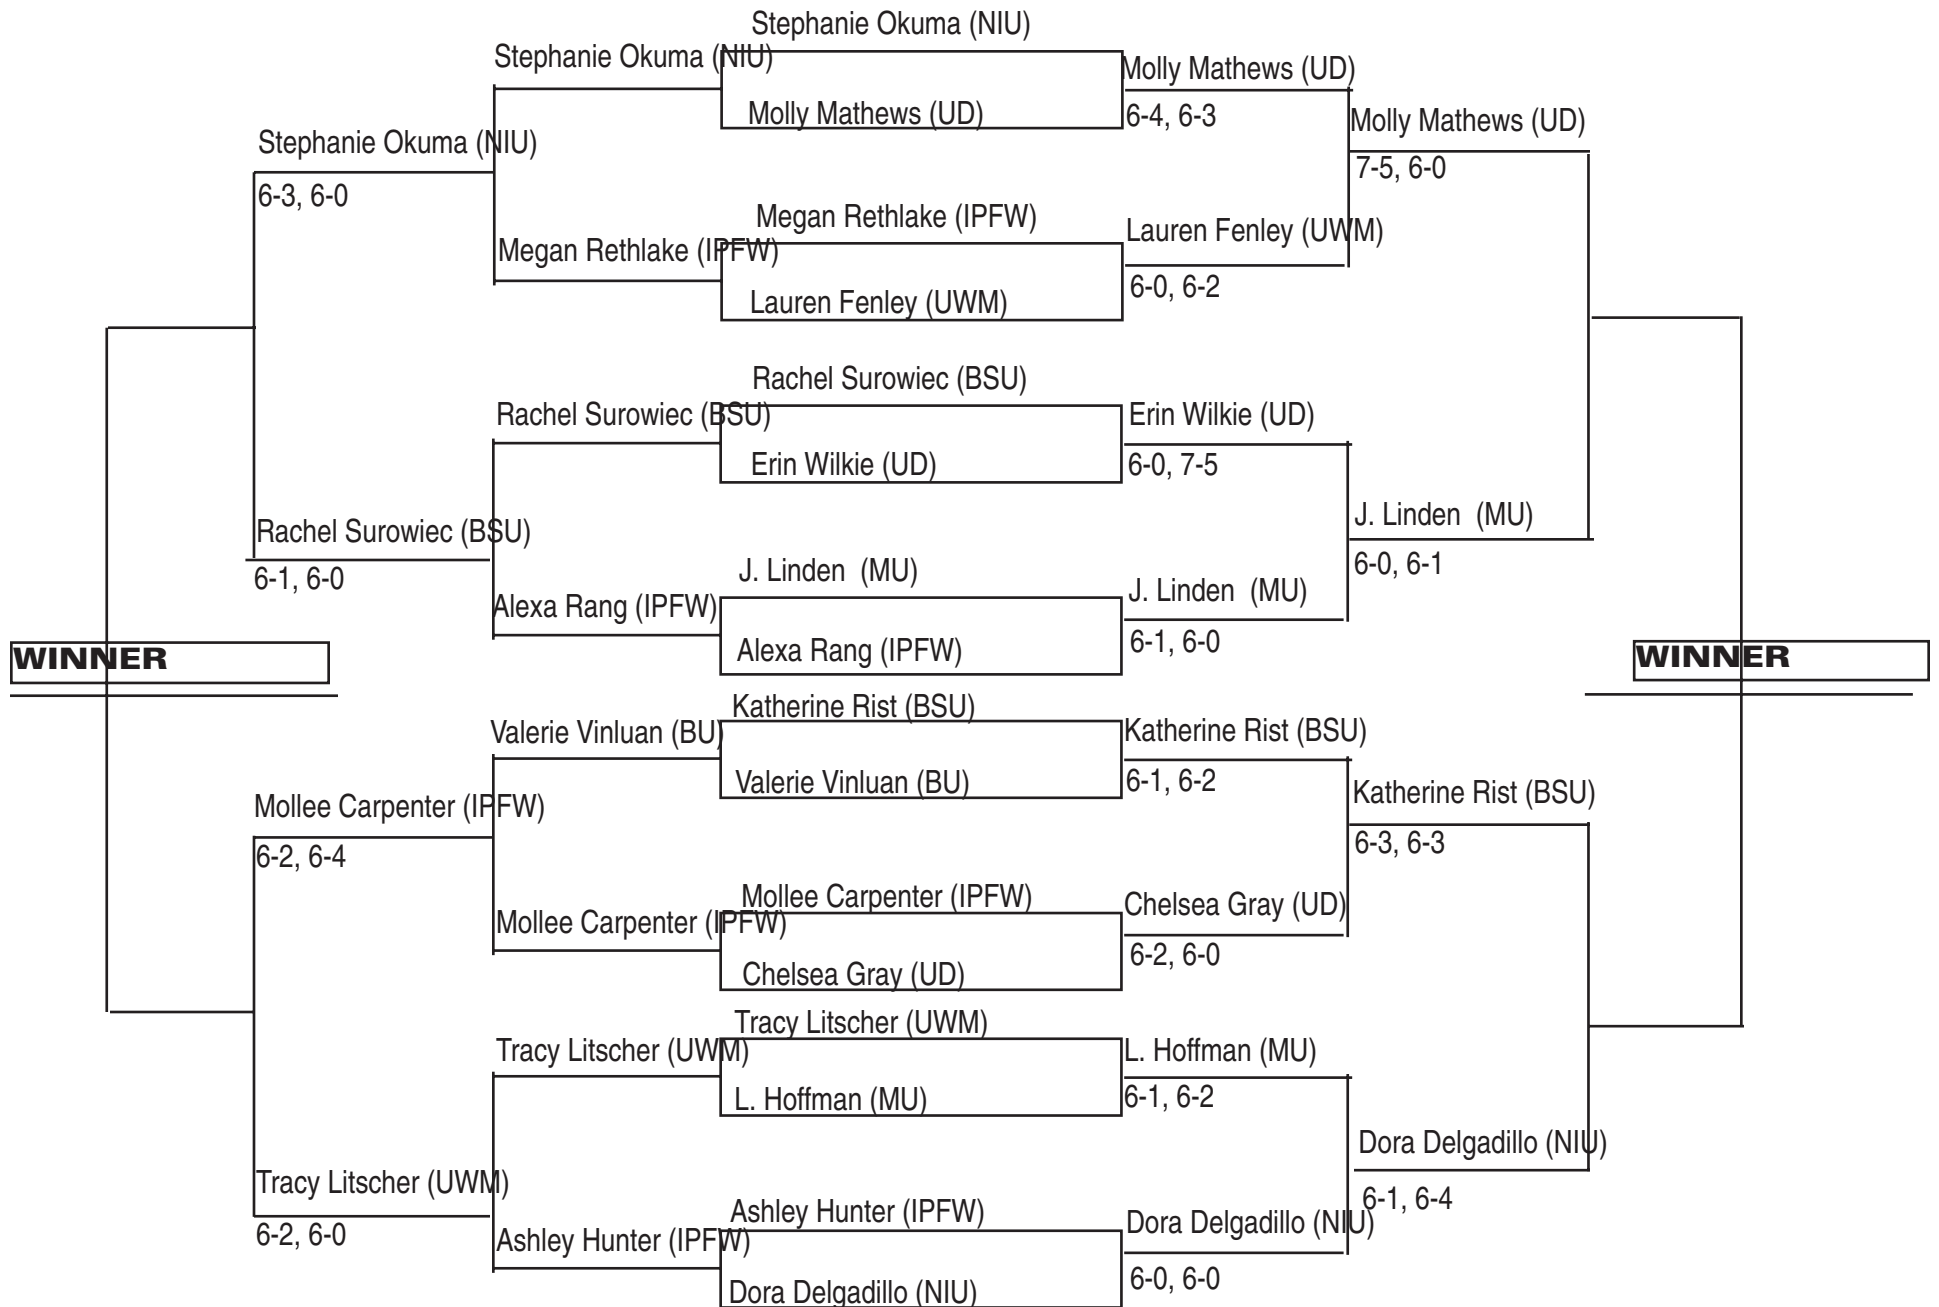 Stephanie Okuma (NIU)
Stephanie Okuma (NIU)
Molly Mathews (UD)
Molly Mathews (UD)
6-4, 6-3
Molly Mathews (UD)
Stephanie Okuma (NIU)
7-5, 6-0
6-3, 6-0
Megan Rethlake (IPFW)
Lauren Fenley (UWM)
Megan Rethlake (IPFW)
6-0, 6-2
Lauren Fenley (UWM)
Rachel Surowiec (BSU)
Rachel Surowiec (BSU)
Erin Wilkie (UD)
Erin Wilkie (UD)
6-0, 7-5
J. Linden (MU)
Rachel Surowiec (BSU)
6-0, 6-1
6-1, 6-0
J. Linden (MU)
J. Linden (MU)
Alexa Rang (IPFW)
6-1, 6-0
Alexa Rang (IPFW)
WINNER
WINNER
Katherine Rist (BSU)
Valerie Vinluan (BU)
Katherine Rist (BSU)
Valerie Vinluan (BU)
6-1, 6-2
Katherine Rist (BSU)
Mollee Carpenter (IPFW)
6-3, 6-3
6-2, 6-4
Mollee Carpenter (IPFW)
Chelsea Gray (UD)
Mollee Carpenter (IPFW)
6-2, 6-0
Chelsea Gray (UD)
Tracy Litscher (UWM)
Tracy Litscher (UWM)
L. Hoffman (MU)
L. Hoffman (MU)
6-1, 6-2
Dora Delgadillo (NIU)
Tracy Litscher (UWM)
6-1, 6-4
6-2, 6-0
Ashley Hunter (IPFW)
Dora Delgadillo (NIU)
Ashley Hunter (IPFW)
6-0, 6-0
Dora Delgadillo (NIU)